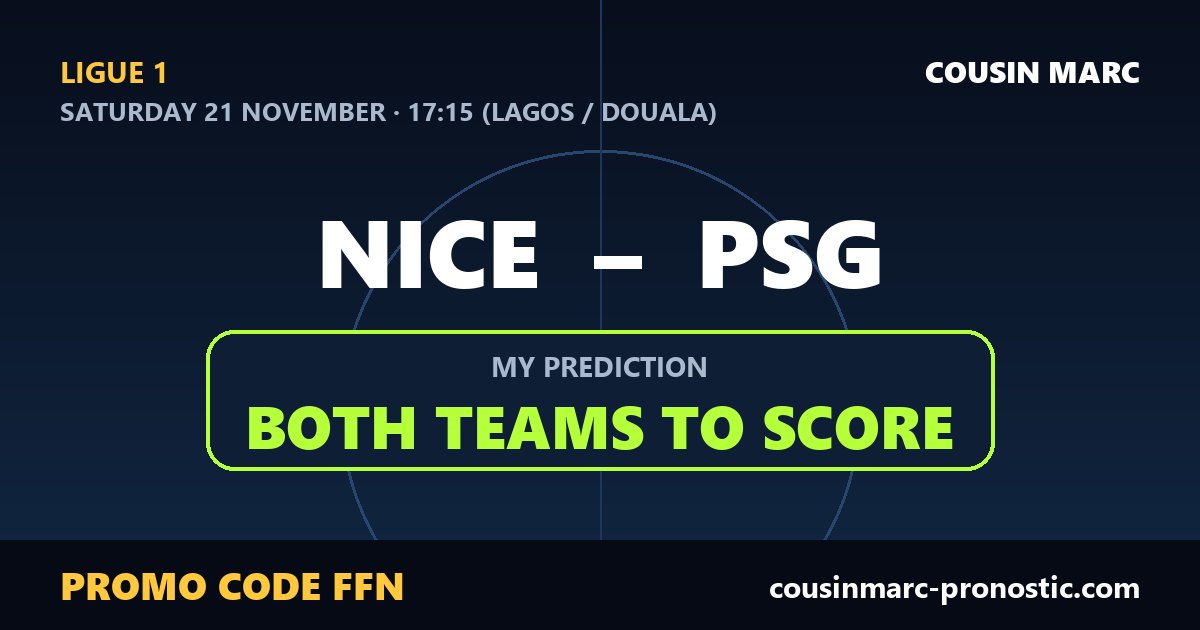 LIGUE 1
COUSIN MARC
SATURDAY 21 NOVEMBER · 17:15 (LAGOS / DOUALA)
NICE – PSG
MY PREDICTION
BOTH TEAMS TO SCORE
PROMO CODE FFN
cousinmarc-pronostic.com